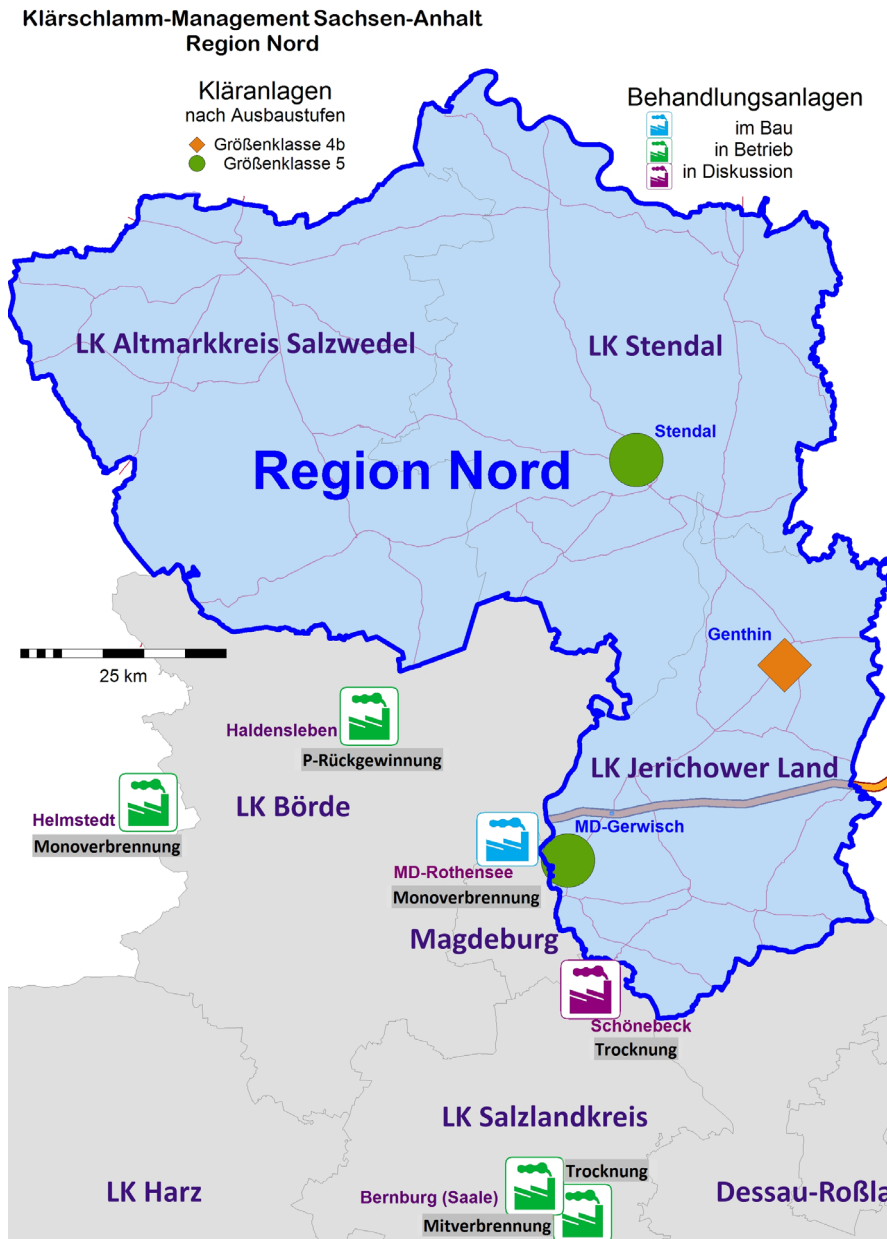 Klärschlamm-Management Sachsen-Anhalt
Region Nord
Kläranlagen
nach Ausbaustufen
Größenklasse 4b
Größenklasse 5
Behandlungsanlagen
im Bau
in Betrieb
in Diskussion
LK Altmarkkreis Salzwedel
LK Stendal
Stendal
Region Nord
Genthin
25 km
Haldensleben
P-Rückgewinnung
LK Jerichower Land
LK Börde
Helmstedt
Monoverbrennung
MD-Gerwisch
MD-Rothensee
Monoverbrennung
Magdeburg
Schönebeck
Trocknung
LK Salzlandkreis
Trocknung
LK Harz
Bernburg (Saale)
Dessau-Roßla
Mitverbrennung